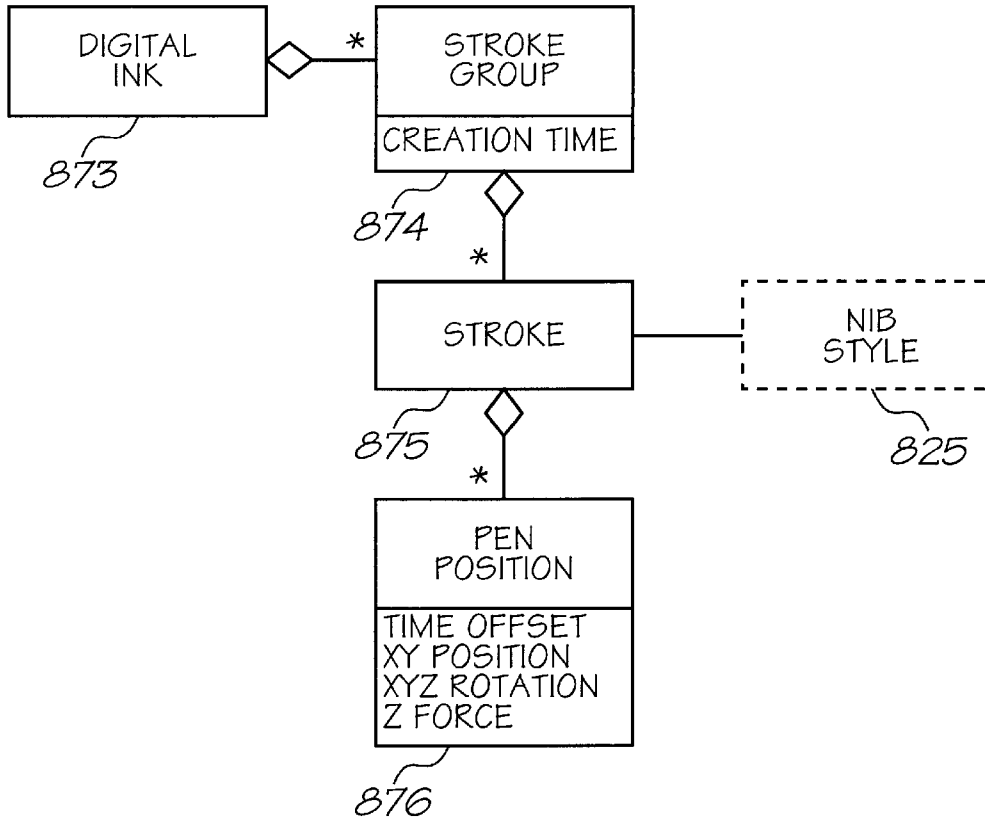 DIGITAL
INK
*
STROKE
GROUP
CREATION TIME
873
874
*
STROKE
NIB
STYLE
875
825
*
PEN
POSITION
TIME OFFSET
XY POSITION
XYZ ROTATION
Z FORCE
876